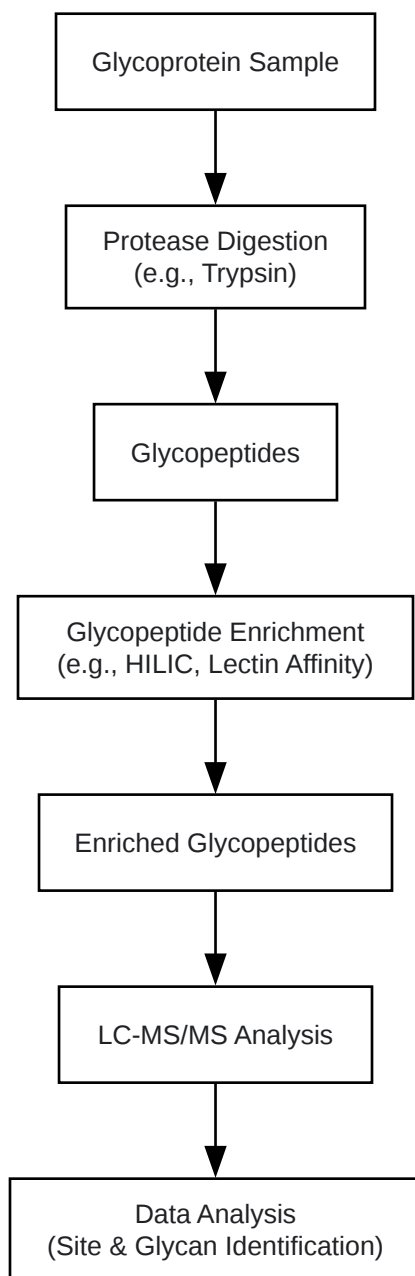 Glycoprotein Sample
Protease Digestion
(e.g., Trypsin)
Glycopeptides
Glycopeptide Enrichment
(e.g., HILIC, Lectin Affinity)
Enriched Glycopeptides
LC-MS/MS Analysis
Data Analysis
(Site & Glycan Identification)